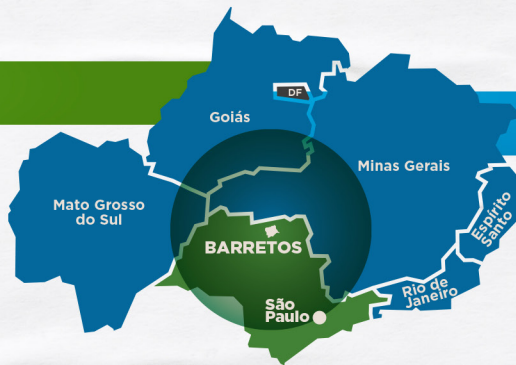 DF
Goiás
Minas Gerais
Mato Grosso
do Sul
Espírito
Santo
BARRETOS
Rio de
Janeiro
São
Paulo